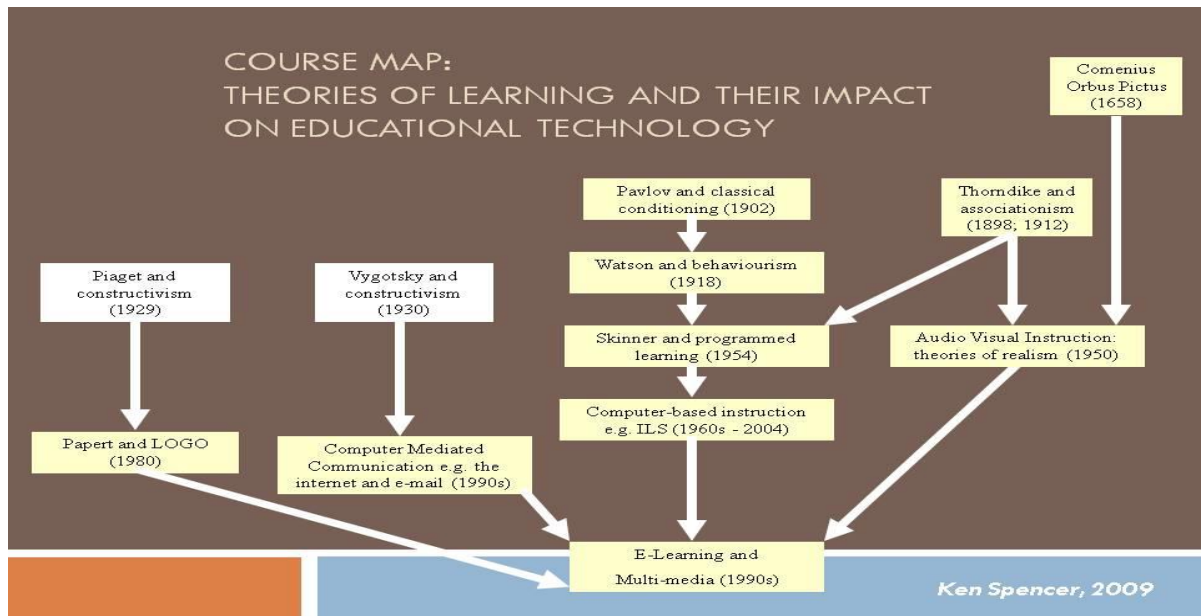 COURSE MAP:
THEORIES OF LEARNING AND THEIR IMPACT
ON EDUCATIONAL TECHNOLOGY
Comenius
Orbus Pictus
(1658)
Pavlov and classical
conditioning (1902)
Thorndike and
associationism
(1898; 1912)
Watson and behaviourism
(1918)
Piaget and
constructivism
(1929)
Vygotsky and
constructivism
(1930)
Skinner and programmed
learning (1954)
Audio Visual Instruction:
theories of realism (1950)
Computer-based instruction
e.g. ILS (1960s - 2004)
Papert and LOGO
(1980)
Computer Mediated
Communication e.g. the
internet and e-mail (1990s)
E-Learning and
Multi-media (1990s)
Ken Spencer, 2009